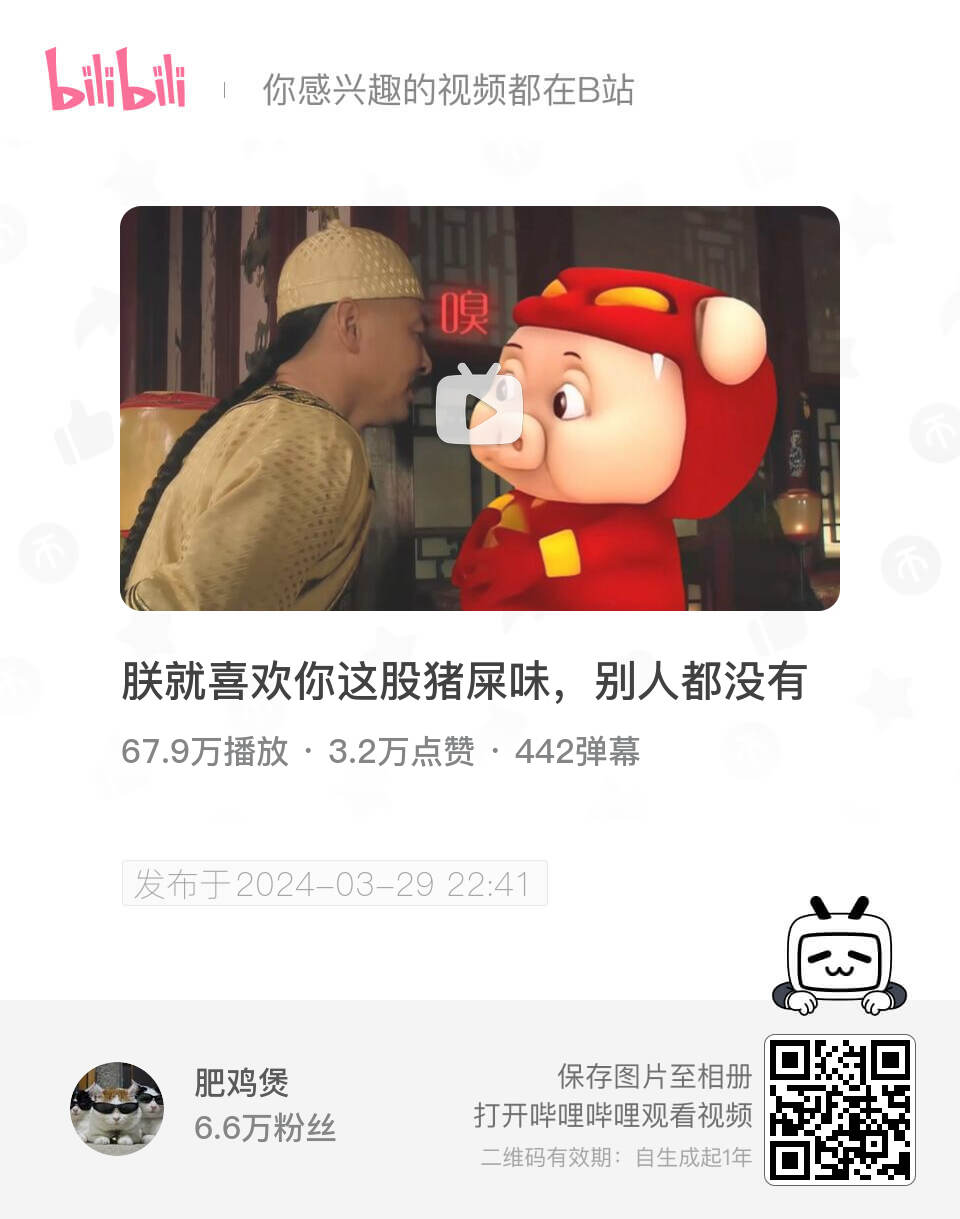 bilibili
你感兴趣的视频都在B站
嗅
朕就喜欢你这股猪屎味，别人都没有
67.9万播放 · 3.2万点赞 · 442弹幕
发布于2024-03-29 22:41
肥鸡煲
6.6万粉丝
保存图片至相册
打开哔哩哔哩观看视频
二维码有效期：自生成起1年